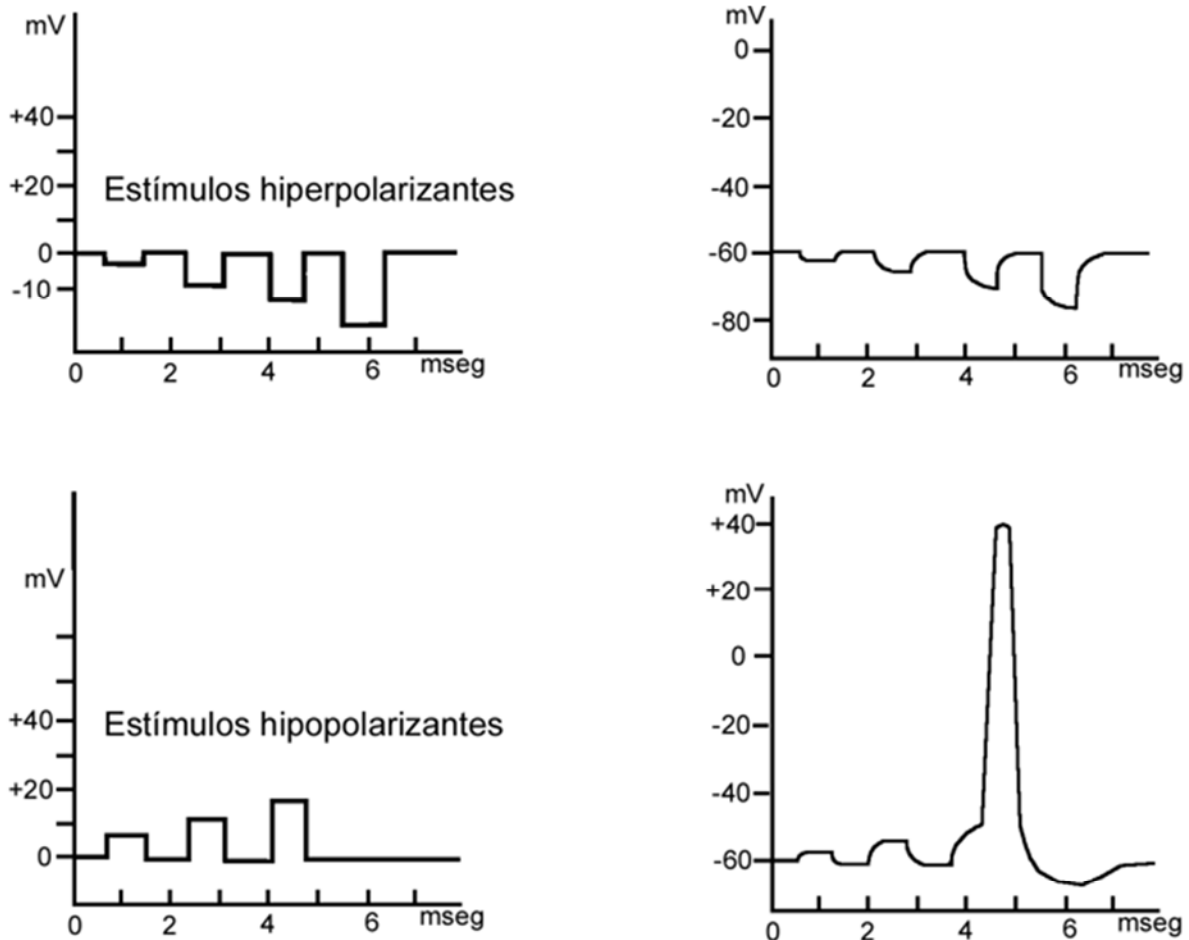 mV
+40
+20
Estímulos hiperpolarizantes
0
-10
0 2 4 6 mseg
mV
0
-20
-40
-60
-80
0 2 4 6 mseg
mV
+40
Estímulos hipopolarizantes
+20
0
0 2 4 6 mseg
mV
+40
+20
0
-20
-40
-60
0 2 4 6 mseg